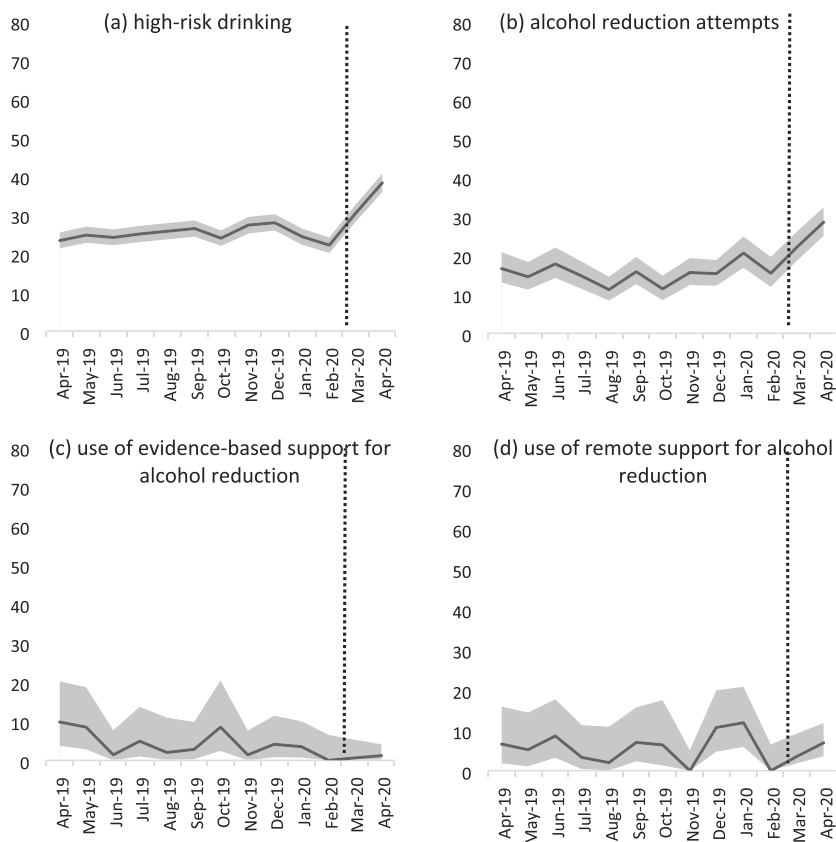 (a) high-risk drinking
80
70
60
50
40
30
20
10
0
Apr-19
May-19
Jun-19
Jul-19
Aug-19
Sep-19
Oct-19
Nov-19
Dec-19
Jan-20
Feb-20
Mar-20
Apr-20
(b) alcohol reduction attempts
80
70
60
50
40
30
20
10
0
Apr-19
May-19
Jun-19
Jul-19
Aug-19
Sep-19
Oct-19
Nov-19
Dec-19
Jan-20
Feb-20
Mar-20
Apr-20
(c) use of evidence-based support for
alcohol reduction
80
70
60
50
40
30
20
10
0
Apr-19
May-19
Jun-19
Jul-19
Aug-19
Sep-19
Oct-19
Nov-19
Dec-19
Jan-20
Feb-20
Mar-20
Apr-20
(d) use of remote support for alcohol
reduction
80
70
60
50
40
30
20
10
0
Apr-19
May-19
Jun-19
Jul-19
Aug-19
Sep-19
Oct-19
Nov-19
Dec-19
Jan-20
Feb-20
Mar-20
Apr-20